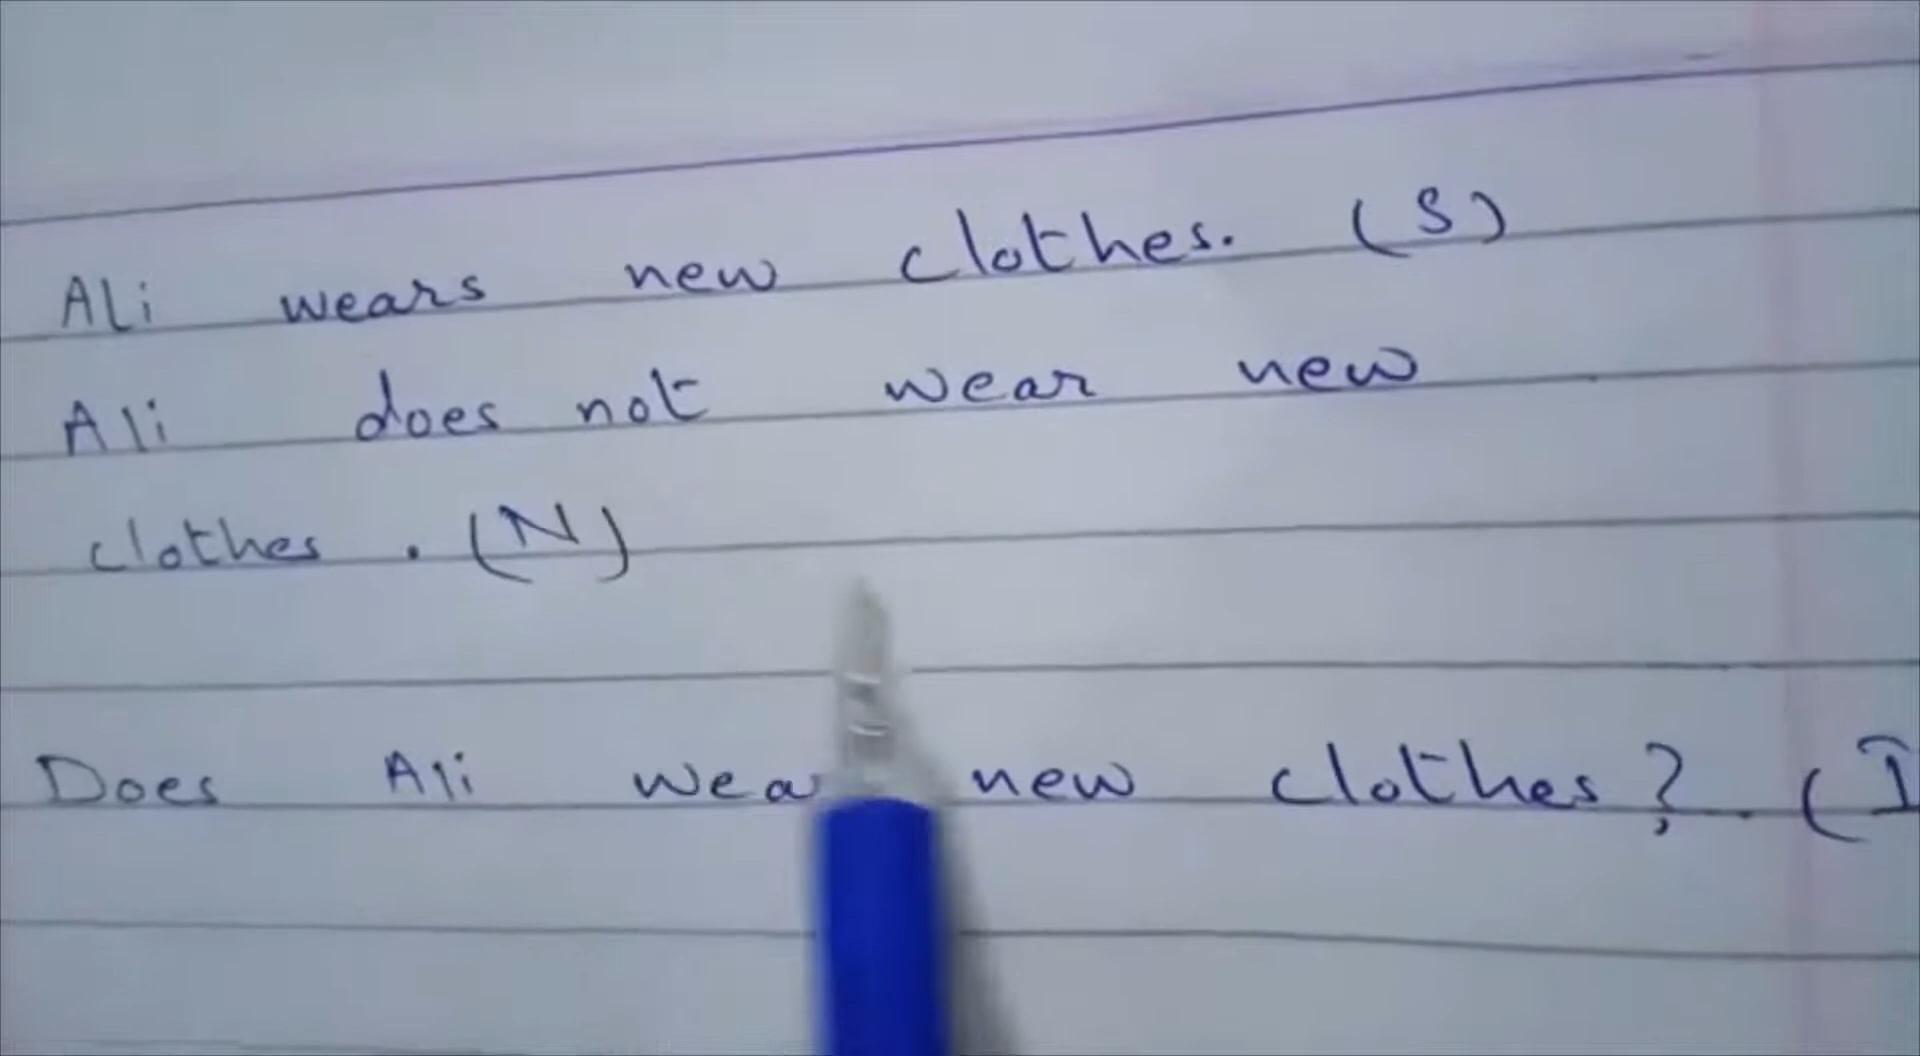 Ali wears new clothes. (S)
Ali does not wear new
clothes. (N)
Does Ali new clothes? (I